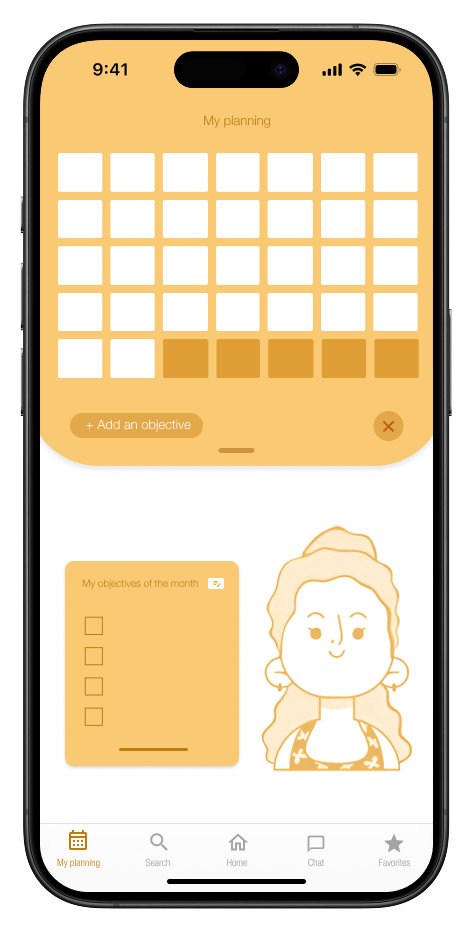 9:41
My planning
+ Add an objective
My objectives of the month
My planning
Search
Home
Chat
Favorites